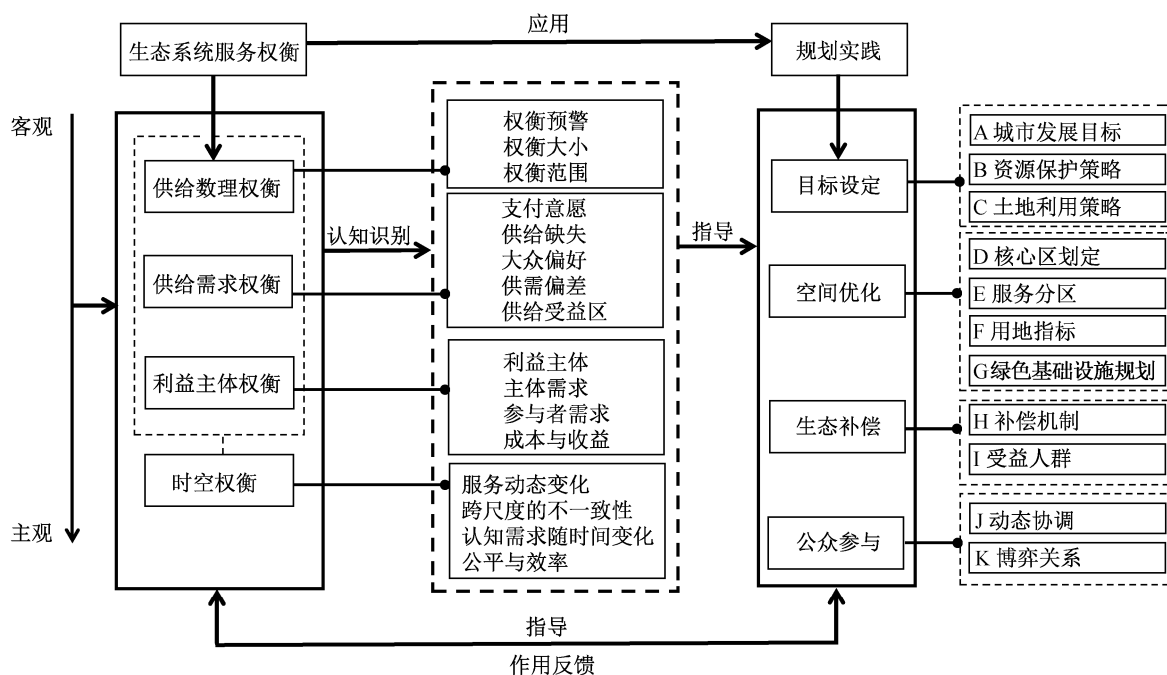 应用
生态系统服务权衡
规划实践
客观
主观
供给数理权衡
供给需求权衡
利益主体权衡
时空权衡
认知识别
权衡预警
权衡大小
权衡范围
支付意愿
供给缺失
大众偏好
供需偏差
供给受益区
利益主体
主体需求
参与者需求
成本与收益
服务动态变化
跨尺度的不一致性
认知需求随时间变化
公平与效率
指导
目标设定
空间优化
生态补偿
公众参与
A 城市发展目标
B 资源保护策略
C 土地利用策略
D 核心区划定
E 服务分区
F 用地指标
G 绿色基础设施规划
H 补偿机制
I 受益人群
J 动态协调
K 博弈关系
指导
作用反馈